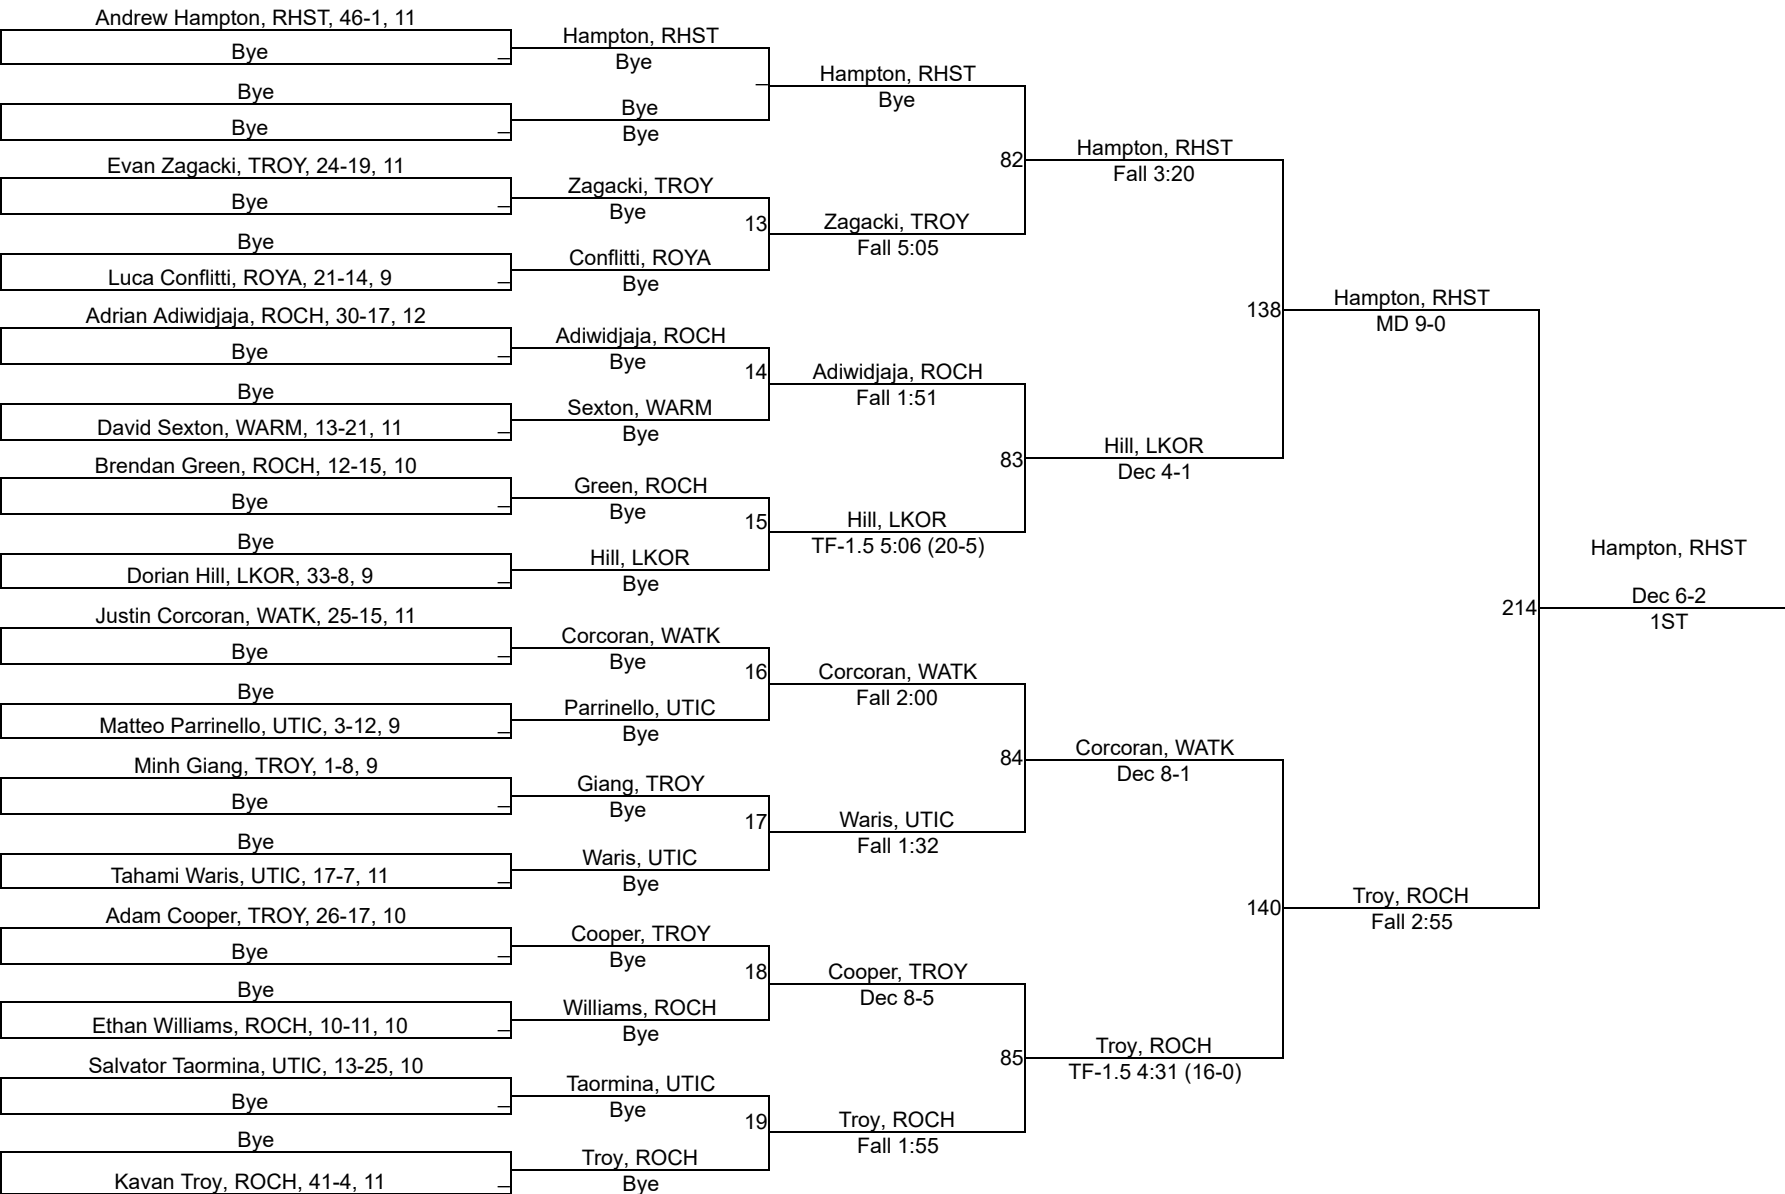 Andrew Hampton, RHST, 46-1, 11
Bye
Bye
Bye
Evan Zagacki, TROY, 24-19, 11
Bye
Bye
Luca Conflitti, ROYA, 21-14, 9
Adrian Adiwidjaja, ROCH, 30-17, 12
Bye
Bye
David Sexton, WARM, 13-21, 11
Brendan Green, ROCH, 12-15, 10
Bye
Bye
Dorian Hill, LKOR, 33-8, 9
Justin Corcoran, WATK, 25-15, 11
Bye
Bye
Matteo Parrinello, UTIC, 3-12, 9
Minh Giang, TROY, 1-8, 9
Bye
Bye
Tahami Waris, UTIC, 17-7, 11
Adam Cooper, TROY, 26-17, 10
Bye
Bye
Ethan Williams, ROCH, 10-11, 10
Salvator Taormina, UTIC, 13-25, 10
Bye
Bye
Kavan Troy, ROCH, 41-4, 11
Hampton, RHST
Bye
Bye
Bye
Zagacki, TROY
Bye
13
Conflitti, ROYA
Bye
Adiwidjaja, ROCH
Bye
14
Sexton, WARM
Bye
Green, ROCH
Bye
15
Hill, LKOR
Bye
Corcoran, WATK
Bye
16
Parrinello, UTIC
Bye
Giang, TROY
Bye
17
Waris, UTIC
Bye
Cooper, TROY
Bye
18
Williams, ROCH
Bye
Taormina, UTIC
Bye
19
Troy, ROCH
Bye
Hampton, RHST
Bye
82
Zagacki, TROY
Fall 5:05
Adiwidjaja, ROCH
Fall 1:51
83
Hill, LKOR
TF-1.5 5:06 (20-5)
Corcoran, WATK
Fall 2:00
84
Waris, UTIC
Fall 1:32
Cooper, TROY
Dec 8-5
85
Troy, ROCH
Fall 1:55
Hampton, RHST
Fall 3:20
138
Hill, LKOR
Dec 4-1
Corcoran, WATK
Dec 8-1
140
Troy, ROCH
TF-1.5 4:31 (16-0)
Hampton, RHST
MD 9-0
214
Troy, ROCH
Fall 2:55
Hampton, RHST
Dec 6-2
1ST